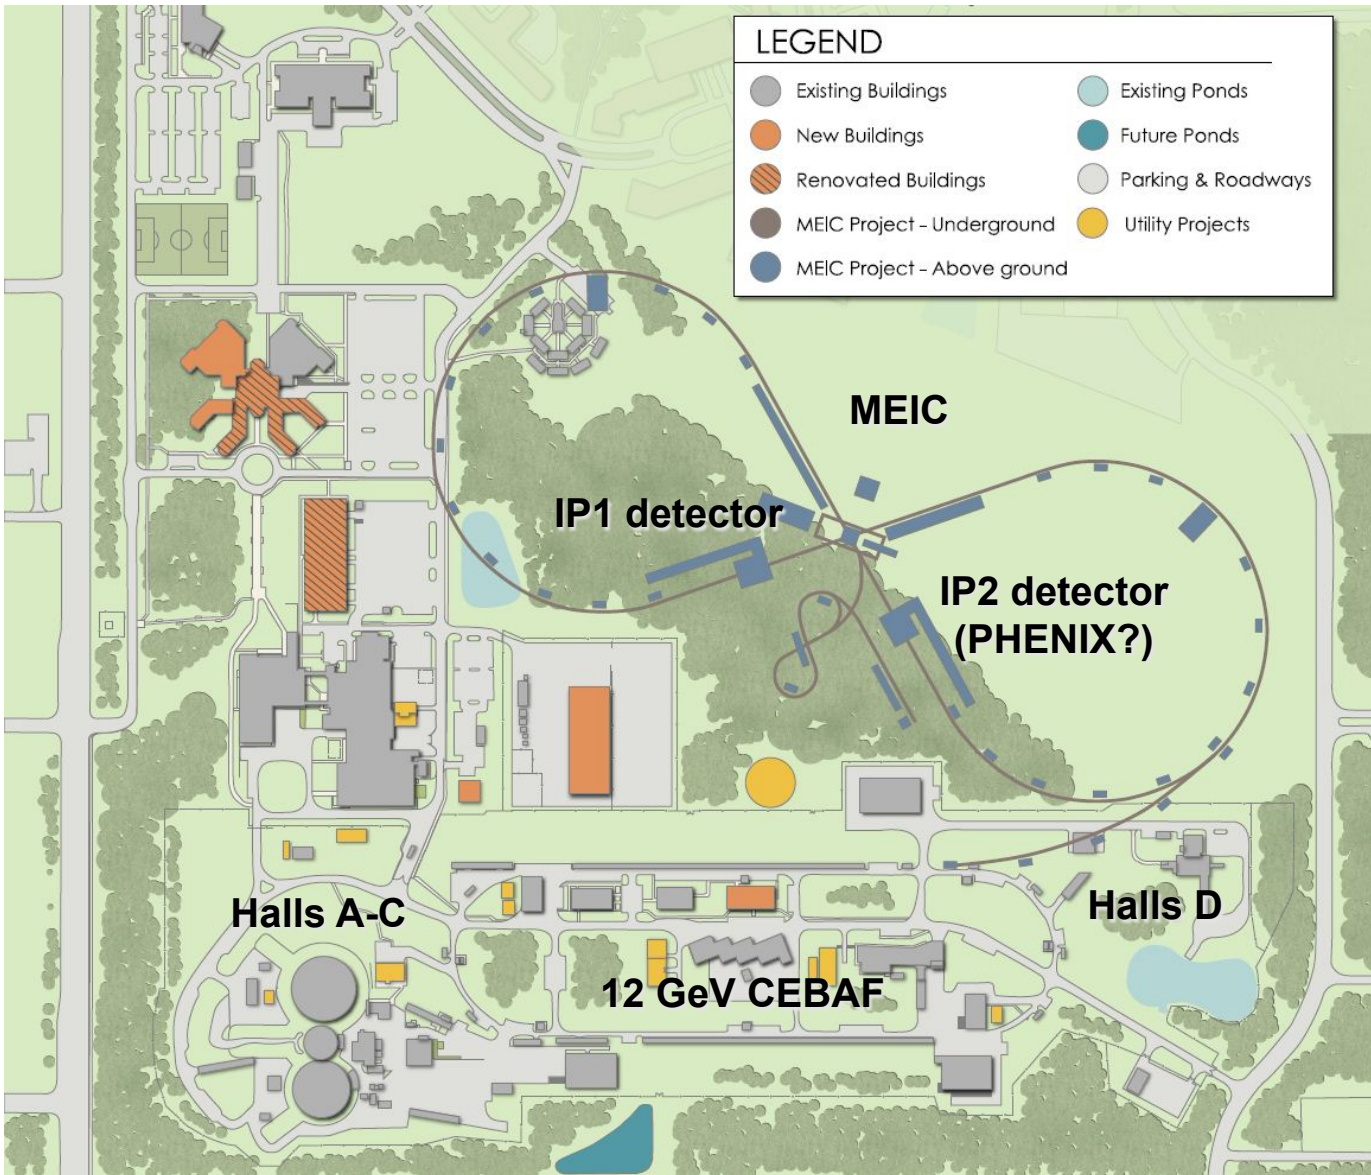 LEGEND
Existing Buildings
New Buildings
Renovated Buildings
MEIC Project - Underground
MEIC Project - Above ground
Existing Ponds
Future Ponds
Parking & Roadways
Utility Projects
MEIC
IP1 detector
IP2 detector
(PHENIX?)
Halls A-C
Halls D
12 GeV CEBAF